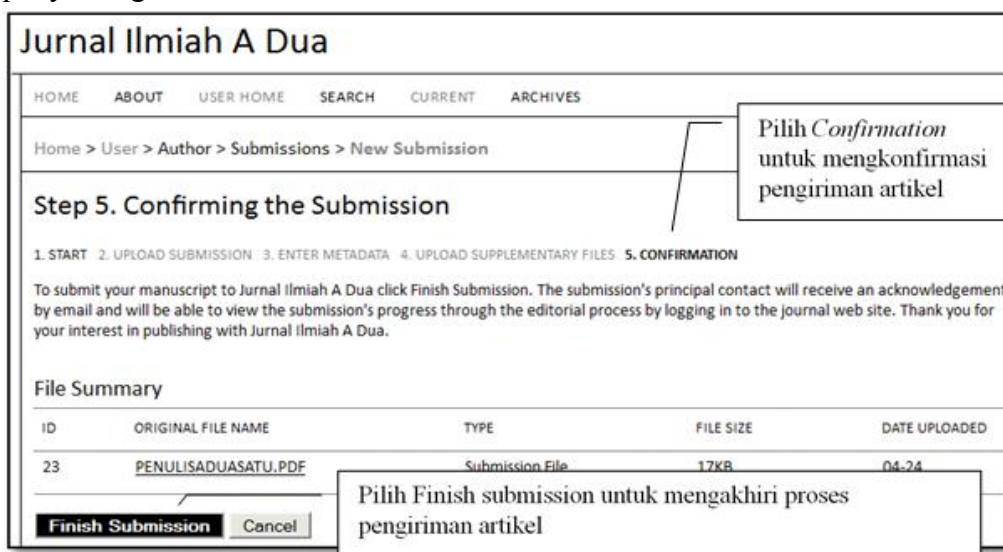 Jurnal Ilmiah A Dua
HOME ABOUT USER HOME SEARCH CURRENT ARCHIVES
Pilih Confirmation
untuk mengkonfirmasi
pengiriman artikel
Home > User > Author > Submissions > New Submission
Step 5. Confirming the Submission
1. START 2. UPLOAD SUBMISSION 3. ENTER METADATA 4. UPLOAD SUPPLEMENTARY FILES 5. CONFIRMATION
To submit your manuscript to Jurnal Ilmiah A Dua click Finish Submission. The submission's principal contact will receive an acknowledgement
by email and will be able to view the submission's progress through the editorial process by logging in to the journal web site. Thank you for
your interest in publishing with Jurnal Ilmiah A Dua.
File Summary
ID ORIGINAL FILE NAME TYPE FILE SIZE DATE UPLOADED
23 PENULISADUASATU.PDF Submission File 17KB 04-24
Pilih Finish submission untuk mengakhiri proses
pengiriman artikel
Finish Submission Cancel